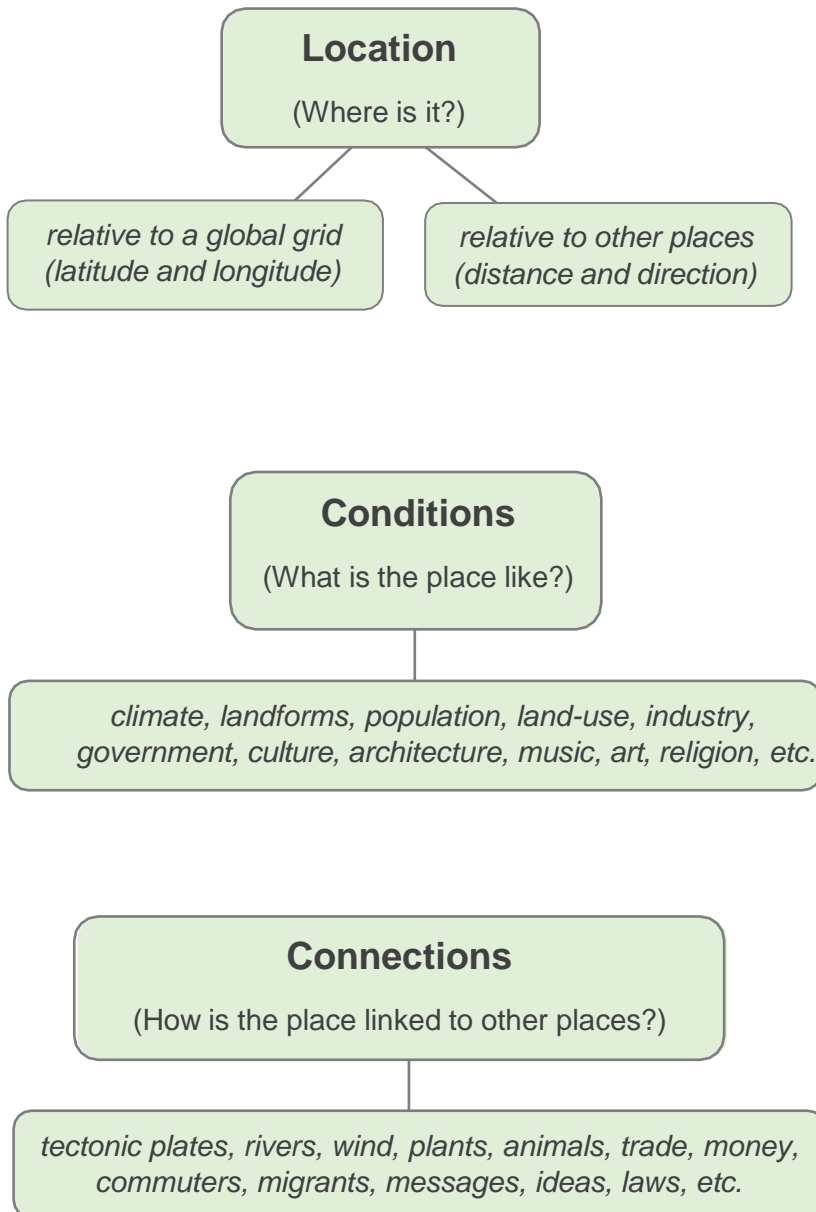 Location
(Where is it?)
relative to a global grid
(latitude and longitude)
relative to other places
(distance and direction)
Conditions
(What is the place like?)
climate, landforms, population, land-use, industry,
government, culture, architecture, music, art, religion, etc.
Connections
(How is the place linked to other places?)
tectonic plates, rivers, wind, plants, animals, trade, money,
commuters, migrants, messages, ideas, laws, etc.